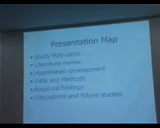 Presentation Map
• Study Motivation
• Literature review
• Hypotheses development
• Data and Methods
• Empirical findings
• Discussions and future studies